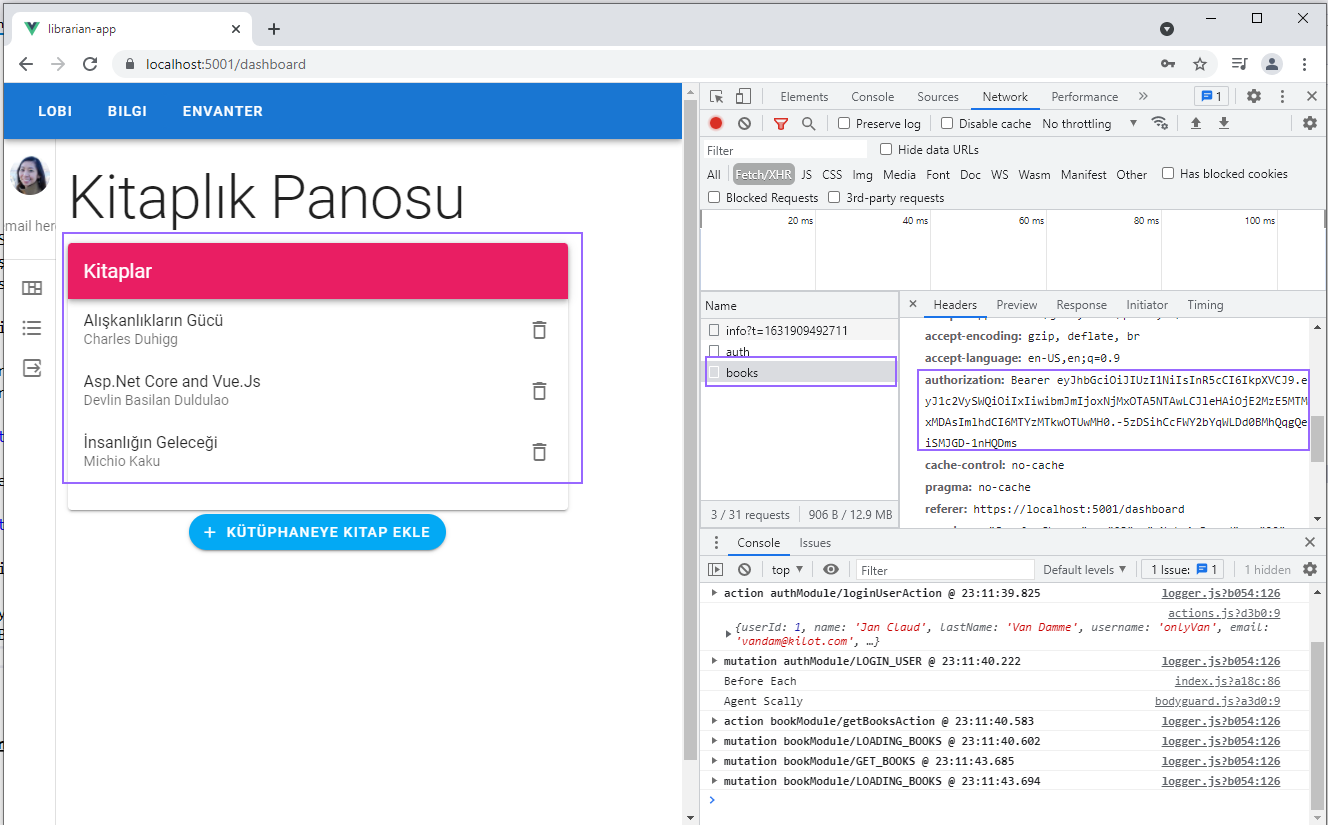 librarian-app
localhost:5001/dashboard
LOBI BILGI ENVANTER
mail her
Kitaplık Panosu
Kitaplar
Alışkanlıkların Gücü
Charles Duhigg
Asp.Net Core and Vue.Js
Devlin Basilan Duldulao
İnsanlığın Geleceği
Michio Kaku
+ KÜTÜPHANEYE KITAP EKLE
Elements Console Sources Network Performance » 1
Preserve log Disable cache No throttling
Filter Hide data URLs
All Fetch/XHR JS CSS Img Media Font Doc WS Wasm Manifest Other Has blocked cookies
Blocked Requests 3rd-party requests
20 ms 40 ms 60 ms 80 ms 100 ms
Name
info?t=1631909492711
auth
books
3 / 31 requests 906 B / 12.9 MB
Headers Preview Response Initiator Timing
accept-encoding: gzip, deflate, br
accept-language: en-US,en;q=0.9
authorization: Bearer eyJhbGciOiJIUzI1NiIsInR5cCI6IkpXVCJ9.e
yJ1c2VySWQiOiIxIiwibmJmIjoxNjMxOTA5NTAwLCJleHAiOjE2MzE5MTM
xMDAsImlhdCI6MTYzMTkwOTUwMH0.-5zDSihCcFWY2bYqWLDd0BMhQqgQe
iSMJGD-1nHQDms
cache-control: no-cache
pragma: no-cache
referer: https://localhost:5001/dashboard
Console Issues
top Filter Default levels 1 Issue: 1 1 hidden
action authModule/loginUserAction @ 23:11:39.825 logger.js?b054:126
actions.js?d3b0:9
{userId: 1, name: 'Jan Claud', lastName: 'Van Damme', username: 'onlyVan', email:
'vandam@kilot.com', …}
mutation authModule/LOGIN_USER @ 23:11:40.222 logger.js?b054:126
Before Each index.js?a18c:86
Agent Scally bodyguard.js?a3d0:9
action bookModule/getBooksAction @ 23:11:40.583 logger.js?b054:126
mutation bookModule/LOADING_BOOKS @ 23:11:40.602 logger.js?b054:126
mutation bookModule/GET_BOOKS @ 23:11:43.685 logger.js?b054:126
mutation bookModule/LOADING_BOOKS @ 23:11:43.694 logger.js?b054:126